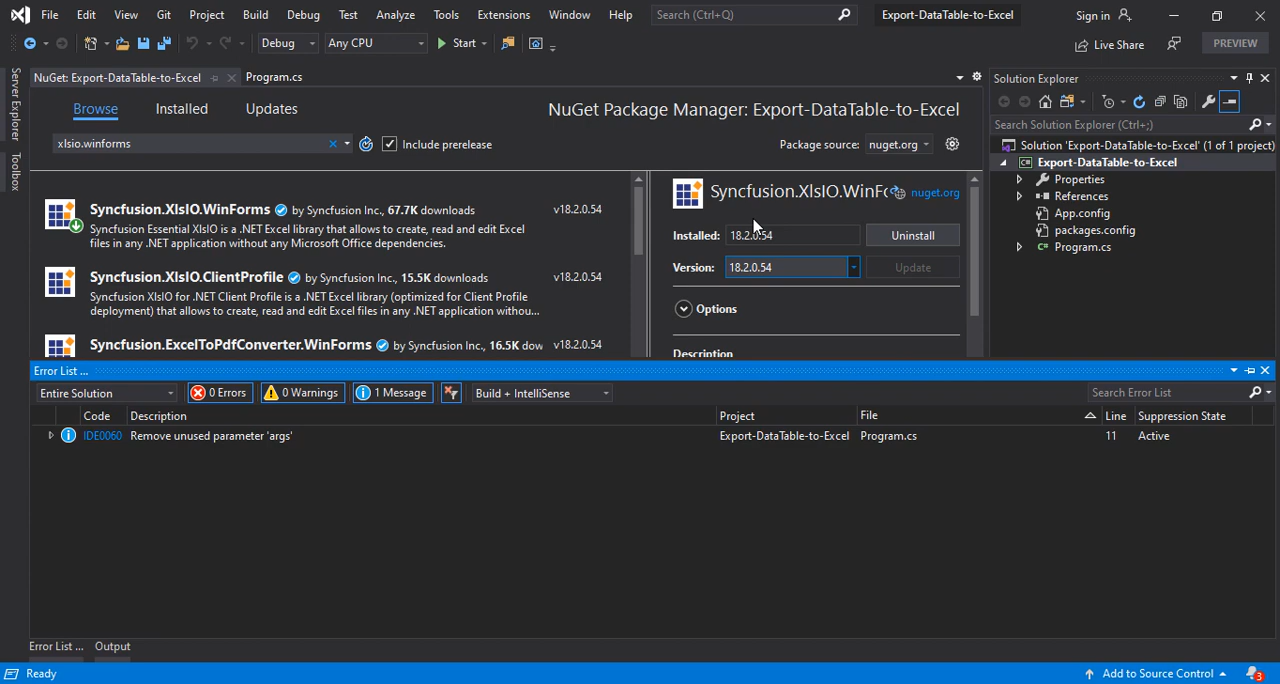 File Edit View Git Project Build Debug Test Analyze Tools Extensions Window Help Search (Ctrl+Q) Export-DataTable-to-Excel Sign in
Debug Any CPU Start Live Share PREVIEW
Server Explorer
Toolbox
NuGet: Export-DataTable-to-Excel Program.cs
Browse Installed Updates NuGet Package Manager: Export-DataTable-to-Excel
xlsio.winforms Include prerelease Package source: nuget.org
Syncfusion.XlsIO.WinForms by Syncfusion Inc., 67.7K downloads v18.2.0.54
Syncfusion Essential XlsIO is a .NET Excel library that allows to create, read and edit Excel
files in any .NET application without any Microsoft Office dependencies.
Syncfusion.XlsIO.ClientProfile by Syncfusion Inc., 15.5K downloads v18.2.0.54
Syncfusion XlsIO for .NET Client Profile is a .NET Excel library (optimized for Client Profile
deployment) that allows to create, read and edit Excel files in any .NET application withou...
Syncfusion.ExcelToPdfConverter.WinForms by Syncfusion Inc., 16.5K dow v18.2.0.54
Syncfusion.XlsIO.WinF nuget.org
Installed: 18.2.0.54 Uninstall
Version: 18.2.0.54 Update
Options
Description
Solution Explorer
Search Solution Explorer (Ctrl+;)
Solution 'Export-DataTable-to-Excel' (1 of 1 project)
Export-DataTable-to-Excel
Properties
References
App.config
packages.config
Program.cs
Error List ...
Entire Solution 0 Errors 0 Warnings 1 Message Build + IntelliSense Search Error List
Code Description Project File Line Suppression State
IDE0060 Remove unused parameter 'args' Export-DataTable-to-Excel Program.cs 11 Active
Error List ... Output
Ready Add to Source Control 3